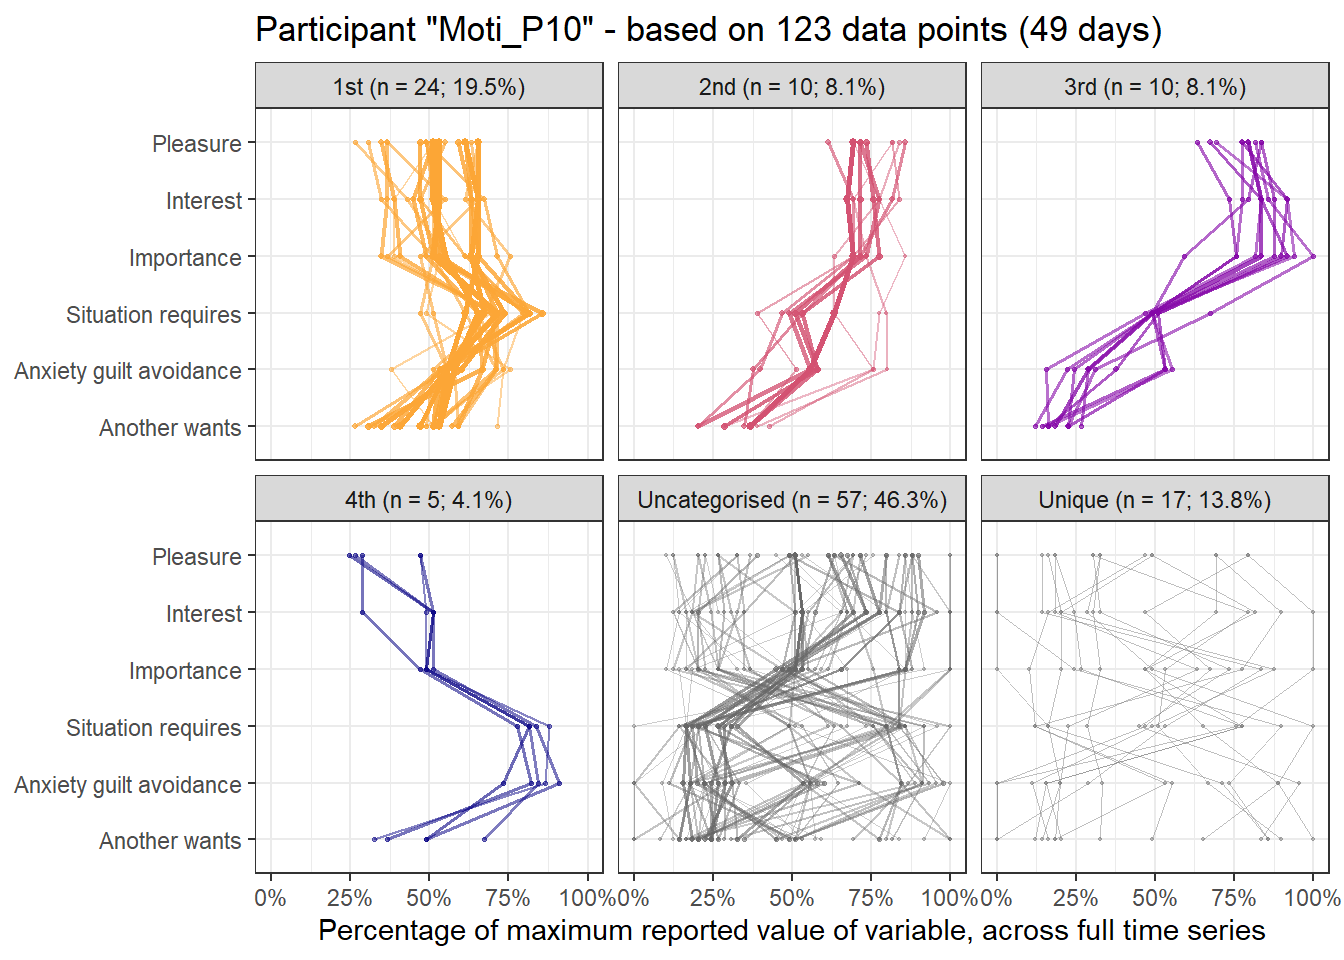 Participant "Moti_P10" - based on 123 data points (49 days)
1st (n = 24; 19.5%)
2nd (n = 10; 8.1%)
3rd (n = 10; 8.1%)
Pleasure
Interest
Importance
Situation requires
Anxiety guilt avoidance
Another wants
4th (n = 5; 4.1%)
Uncategorised (n = 57; 46.3%)
Unique (n = 17; 13.8%)
Pleasure
Interest
Importance
Situation requires
Anxiety guilt avoidance
Another wants
0% 25% 50% 75% 100% 0% 25% 50% 75% 100% 0% 25% 50% 75% 100%
Percentage of maximum reported value of variable, across full time series